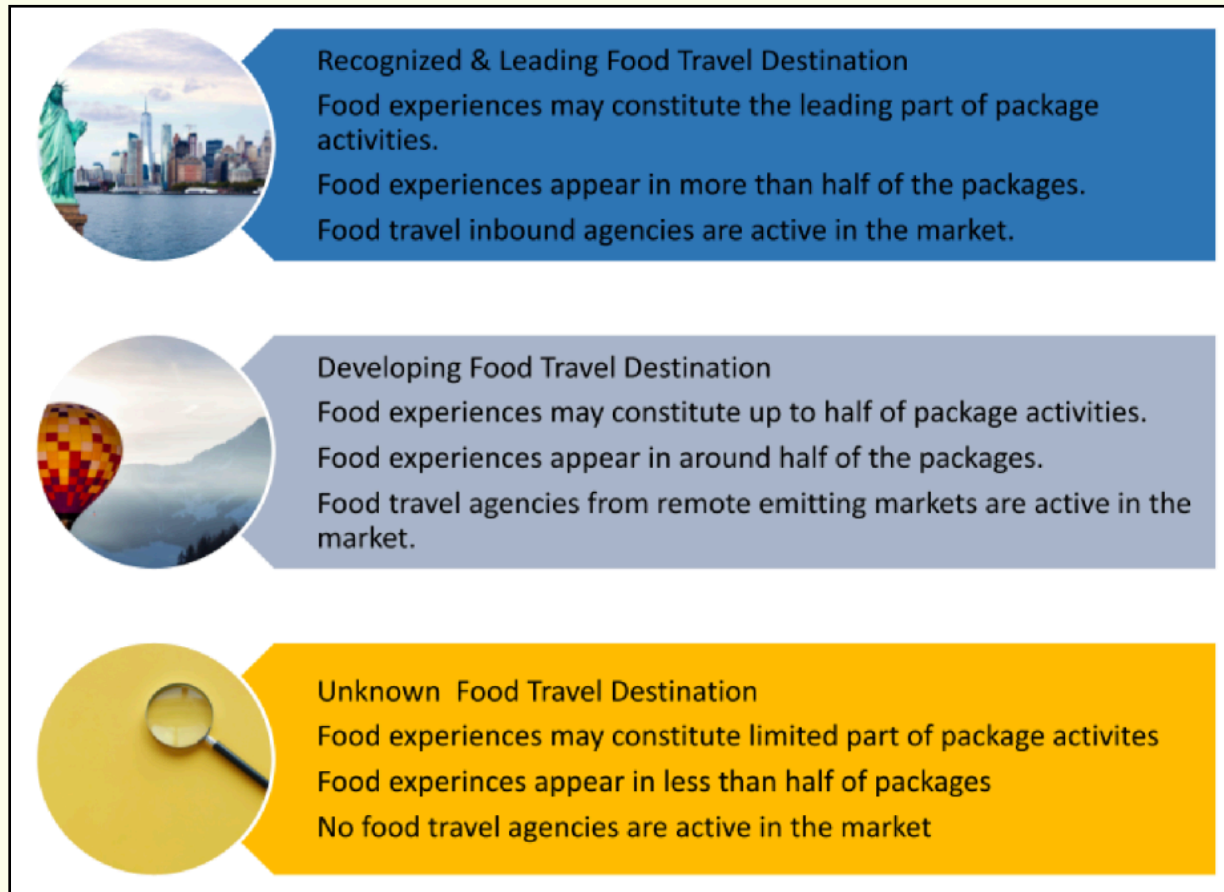 Recognized & Leading Food Travel Destination
Food experiences may constitute the leading part of package
activities.
Food experiences appear in more than half of the packages.
Food travel inbound agencies are active in the market.
Developing Food Travel Destination
Food experiences may constitute up to half of package activities.
Food experiences appear in around half of the packages.
Food travel agencies from remote emitting markets are active in the
market.
Unknown  Food Travel Destination
Food experiences may constitute limited part of package activites
Food experinces appear in less than half of packages
No food travel agencies are active in the market